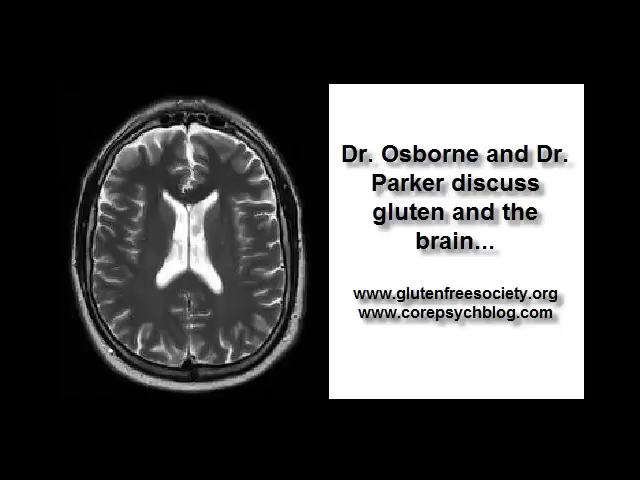 Dr. Osborne and Dr.
Parker discuss
gluten and the
brain...
www.glutenfreesociety.org
www.corepsychblog.com